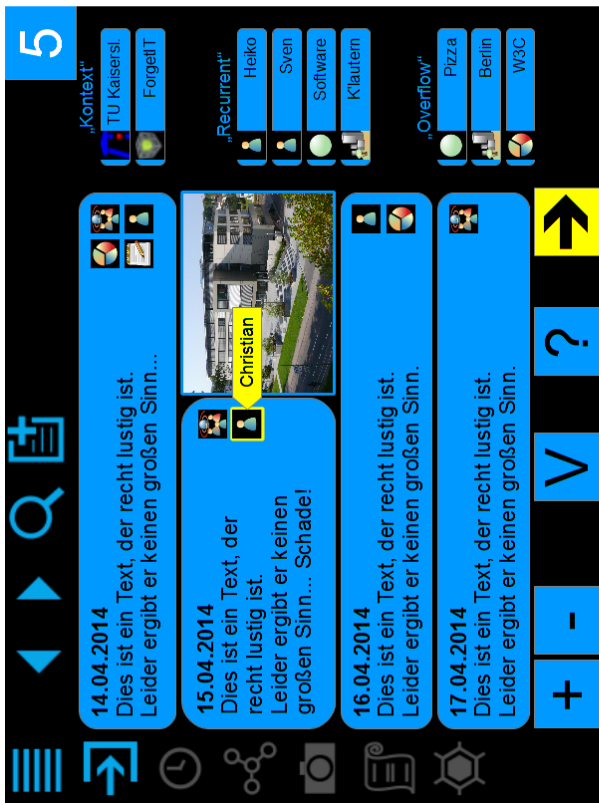 5
14.04.2014
Dies ist ein Text, der recht lustig ist.
Leider ergibt er keinen großen Sinn...
15.04.2014
Dies ist ein Text, der
recht lustig ist.
Leider ergibt er keinen
großen Sinn... Schade!
Christian
16.04.2014
Dies ist ein Text, der recht lustig ist.
Leider ergibt er keinen großen Sinn.
17.04.2014
Dies ist ein Text, der recht lustig ist.
Leider ergibt er keinen großen Sinn.
„Kontext"
TU Kaisersl.
ForgetIT
„Recurrent"
Heiko
Sven
Software
K'lautern
„Overflow"
Pizza
Berlin
W3C
+ - V ?